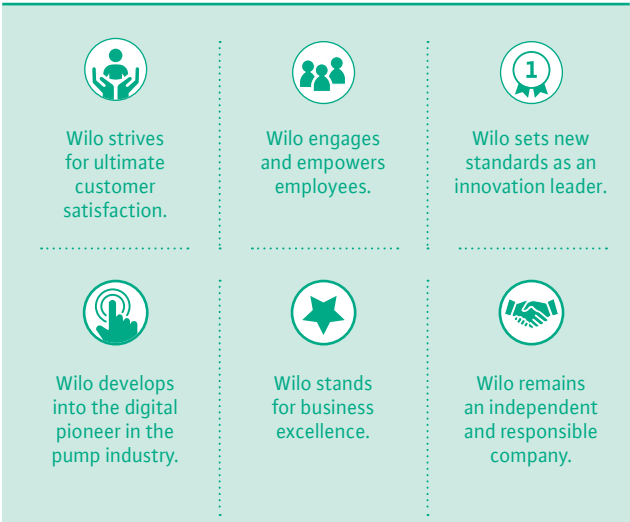 Wilo strives
for ultimate
customer
satisfaction.
Wilo engages
and empowers
employees.
1
Wilo sets new
standards as an
innovation leader.
Wilo develops
into the digital
pioneer in the
pump industry.
Wilo stands
for business
excellence.
Wilo remains
an independent
and responsible
company.